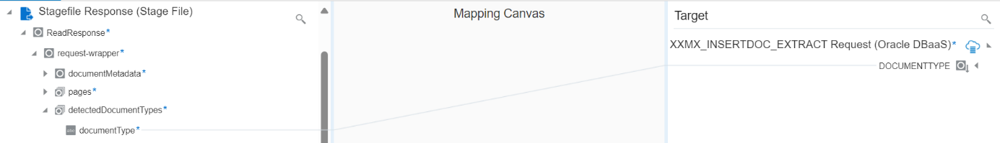 Stagefile Response (Stage File)
Mapping Canvas
Target
ReadResponse*
XXMX_INSERTDOC_EXTRACT Request (Oracle DBaaS)*
request-wrapper*
DOCUMENTTYPE
documentMetadata*
pages*
detectedDocumentTypes*
abc documentType*